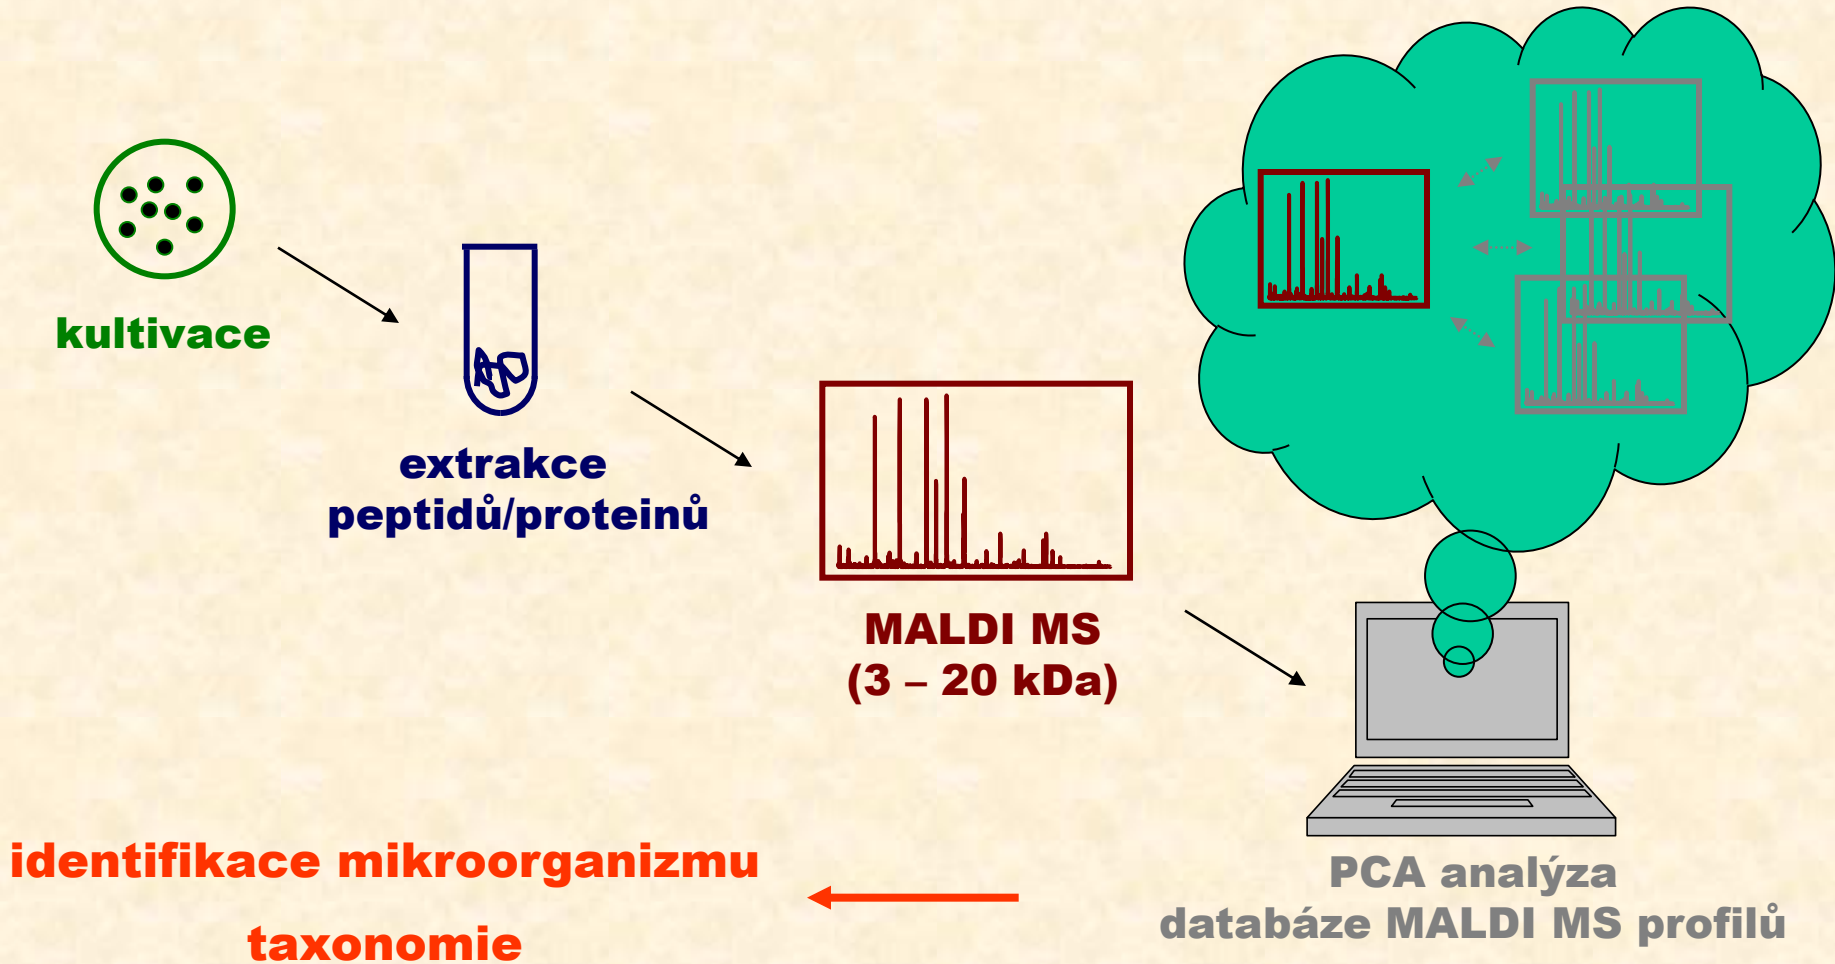 kultivace
extrakce
peptidů/proteinů
MALDI MS
(3 – 20 kDa)
PCA analýza
databáze MALDI MS profilů
identifikace mikroorganizmu
taxonomie